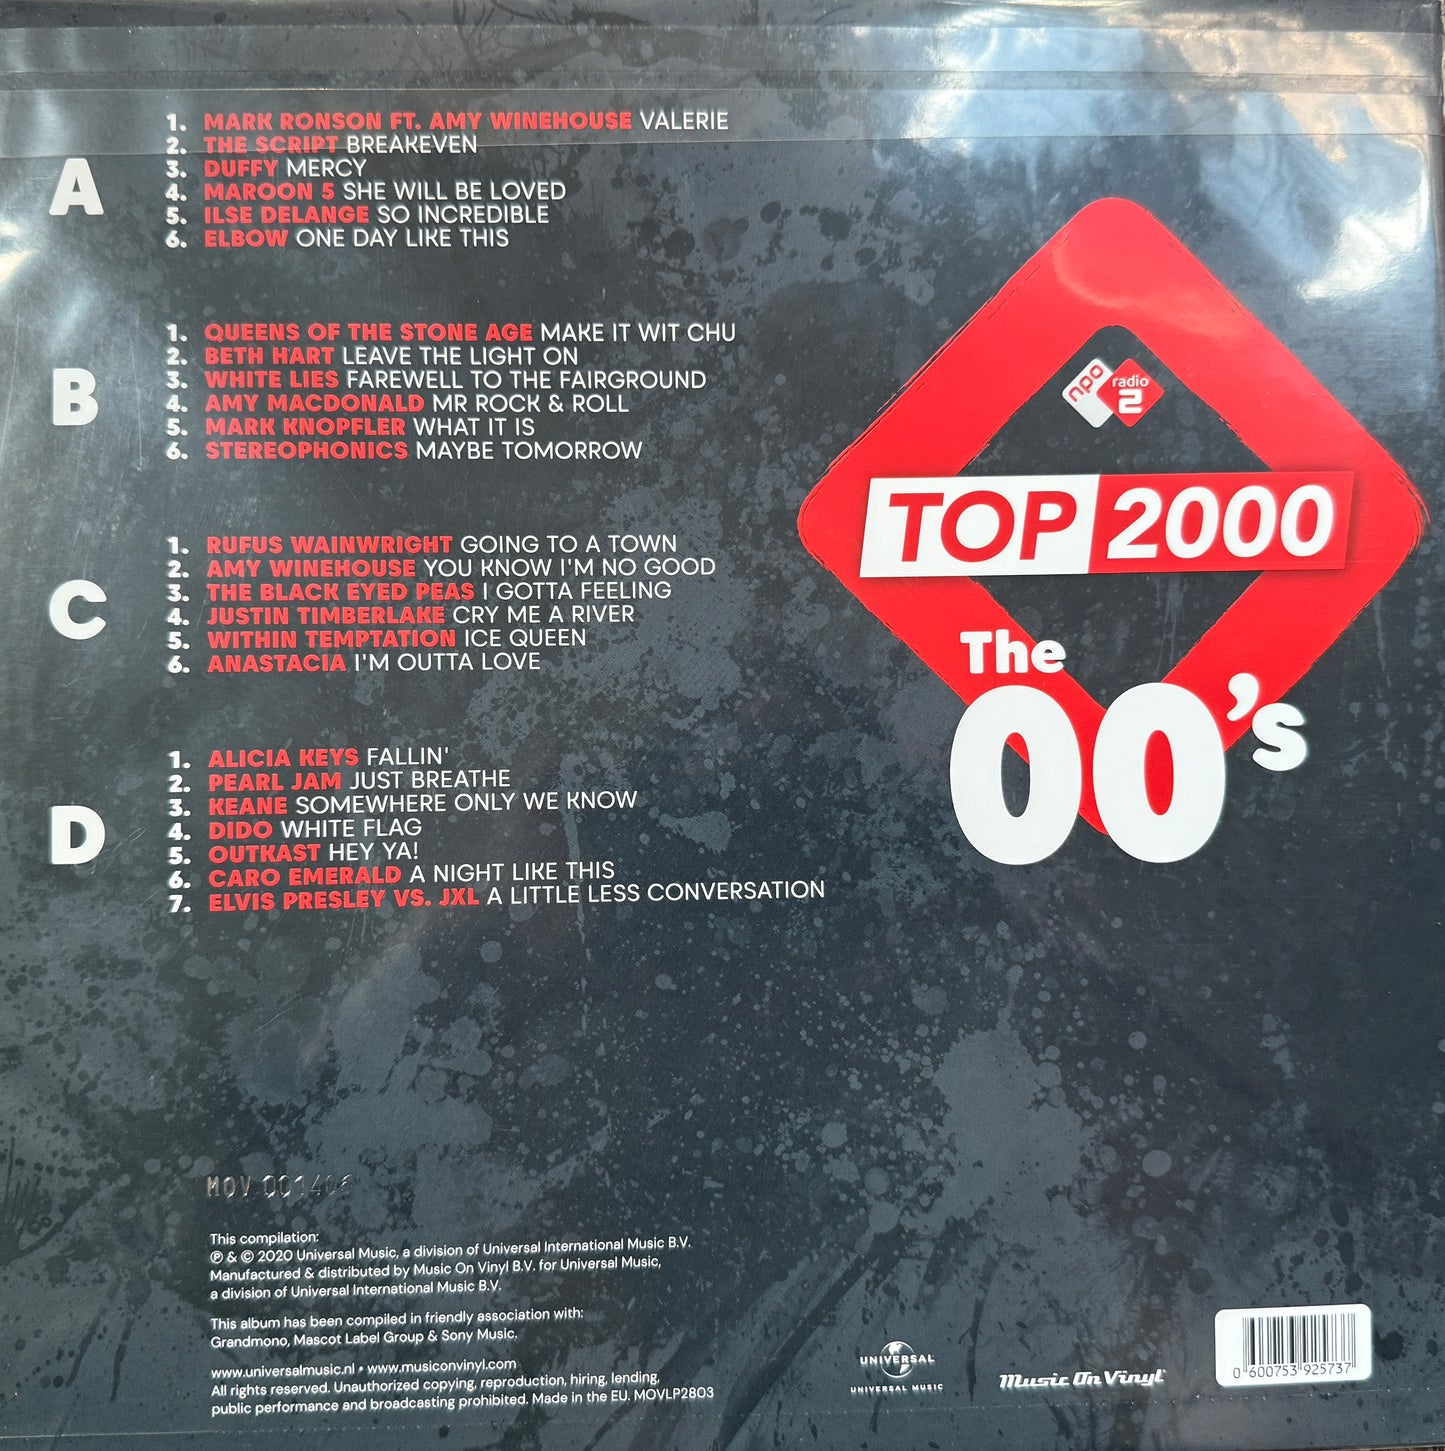 A
1. MARK RONSON FT. AMY WINEHOUSE VALERIE
2. THE SCRIPT BREAKEVEN
3. DUFFY MERCY
4. MAROON 5 SHE WILL BE LOVED
5. ILSE DELANGE SO INCREDIBLE
6. ELBOW ONE DAY LIKE THIS
B
1. QUEENS OF THE STONE AGE MAKE IT WIT CHU
2. BETH HART LEAVE THE LIGHT ON
3. WHITE LIES FAREWELL TO THE FAIRGROUND
4. AMY MACDONALD MR ROCK & ROLL
5. MARK KNOPFLER WHAT IT IS
6. STEREOPHONICS MAYBE TOMORROW
C
1. RUFUS WAINWRIGHT GOING TO A TOWN
2. AMY WINEHOUSE YOU KNOW I'M NO GOOD
3. THE BLACK EYED PEAS I GOTTA FEELING
4. JUSTIN TIMBERLAKE CRY ME A RIVER
5. WITHIN TEMPTATION ICE QUEEN
6. ANASTACIA I'M OUTTA LOVE
D
1. ALICIA KEYS FALLIN'
2. PEARL JAM JUST BREATHE
3. KEANE SOMEWHERE ONLY WE KNOW
4. DIDO WHITE FLAG
5. OUTKAST HEY YA!
6. CARO EMERALD A NIGHT LIKE THIS
7. ELVIS PRESLEY VS. JXL A LITTLE LESS CONVERSATION
npo radio 2
TOP 2000
The
00's
MOV 001406
This compilation:
℗ & © 2020 Universal Music, a division of Universal International Music B.V.
Manufactured & distributed by Music On Vinyl B.V. for Universal Music,
a division of Universal International Music B.V.
This album has been compiled in friendly association with:
Grandmono, Mascot Label Group & Sony Music.
www.universalmusic.nl • www.musiconvinyl.com
All rights reserved. Unauthorized copying, reproduction, hiring, lending,
public performance and broadcasting prohibited. Made in the EU. MOVLP2803
UNIVERSAL
UNIVERSAL MUSIC
Music On Vinyl
0 600753 925737